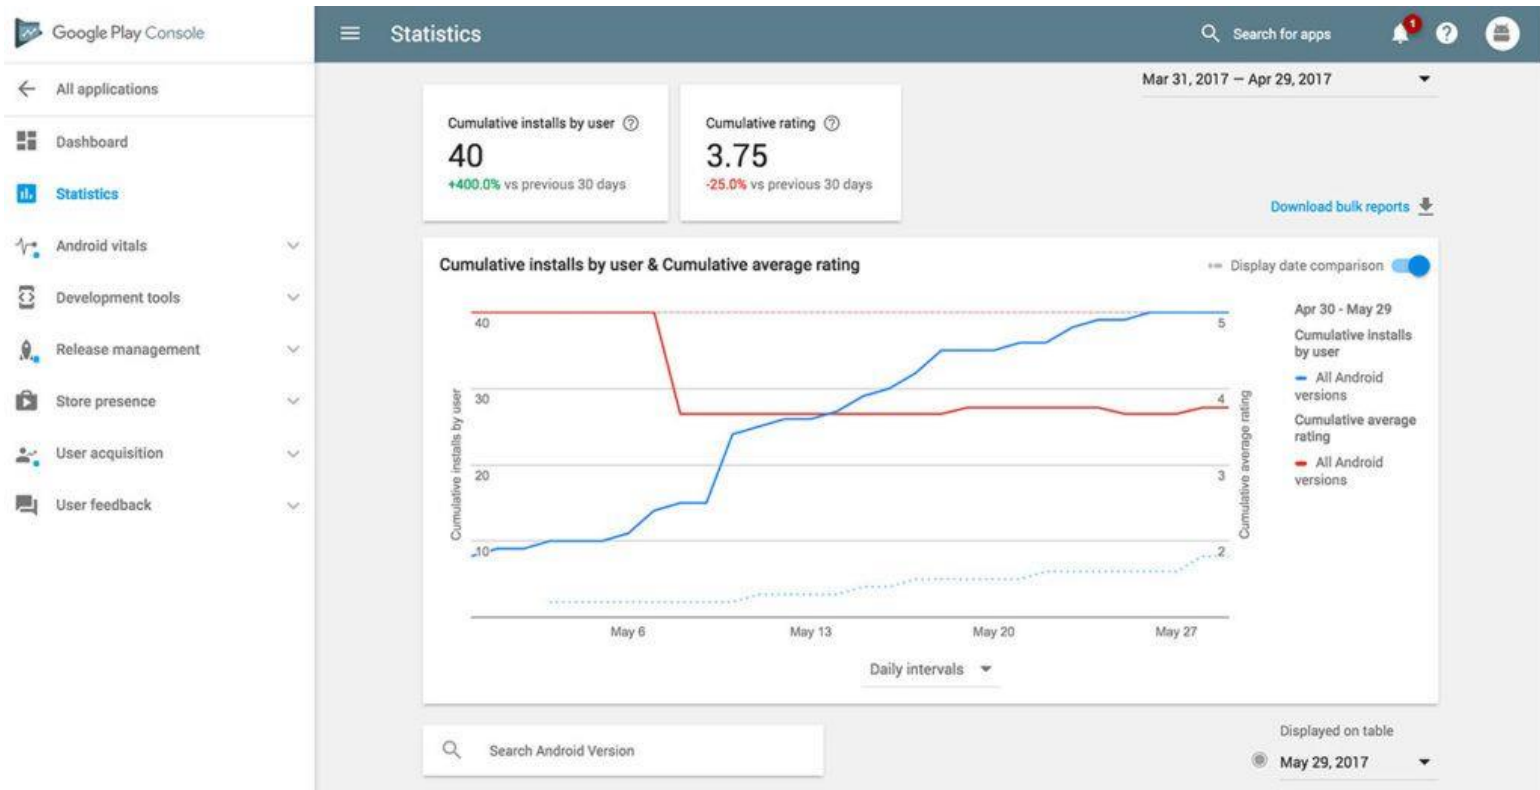 Google Play Console
All applications
Dashboard
Statistics
Android vitals
Development tools
Release management
Store presence
User acquisition
User feedback
Statistics
Search for apps
1
Mar 31, 2017 — Apr 29, 2017
Cumulative installs by user
40
+400.0% vs previous 30 days
Cumulative rating
3.75
-25.0% vs previous 30 days
Download bulk reports
Cumulative installs by user & Cumulative average rating
Display date comparison
Cumulative installs by user
40
30
20
10
5
4
3
2
Cumulative average rating
May 6
May 13
May 20
May 27
Apr 30 - May 29
Cumulative installs
by user
All Android
versions
Cumulative average
rating
All Android
versions
Daily intervals
Search Android Version
Displayed on table
May 29, 2017